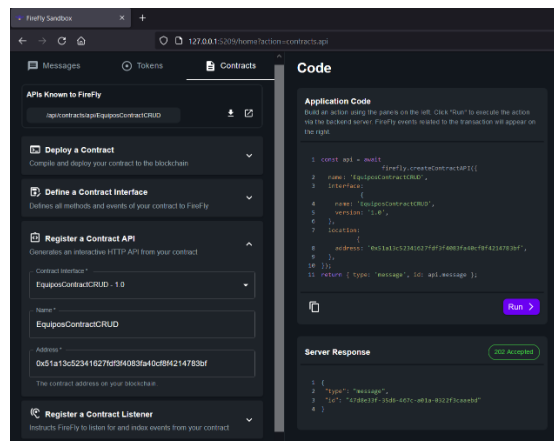 FireFly Sandbox
127.0.0.1:5209/home?action=contracts.api
Messages
Tokens
Contracts
APIs Known to FireFly
/api/contracts/api/EquiposContractCRUD
Deploy a Contract
Compile and deploy your contract to the blockchain
Define a Contract Interface
Defines all methods and events of your contract to FireFly
Register a Contract API
Generates an interactive HTTP API from your contract
Contract Interface *
EquiposContractCRUD - 1.0
Name *
EquiposContractCRUD
Address *
0x51a13c52341627fdf3f4083fa40cf8f4214783bf
The contract address on your blockchain.
Register a Contract Listener
Instructs FireFly to listen for and index events from your contract
Code
Application Code
Build an action using the panels on the left. Click "Run" to execute the action
via the backend server. FireFly events related to the transaction will appear on
the right.
1 const api = await
firefly.createContractAPI({
2 name: 'EquiposContractCRUD',
3 interface:
{
4 name: 'EquiposContractCRUD',
5 version: '1.0',
6 },
7 location:
{
8 address: '0x51a13c52341627fdf3f4083fa40cf8f4214783bf',
9 },
10 });
11 return { type: 'message', id: api.message };
Run
Server Response
202 Accepted
1 {
2 "type": "message",
3 "id":
4 }